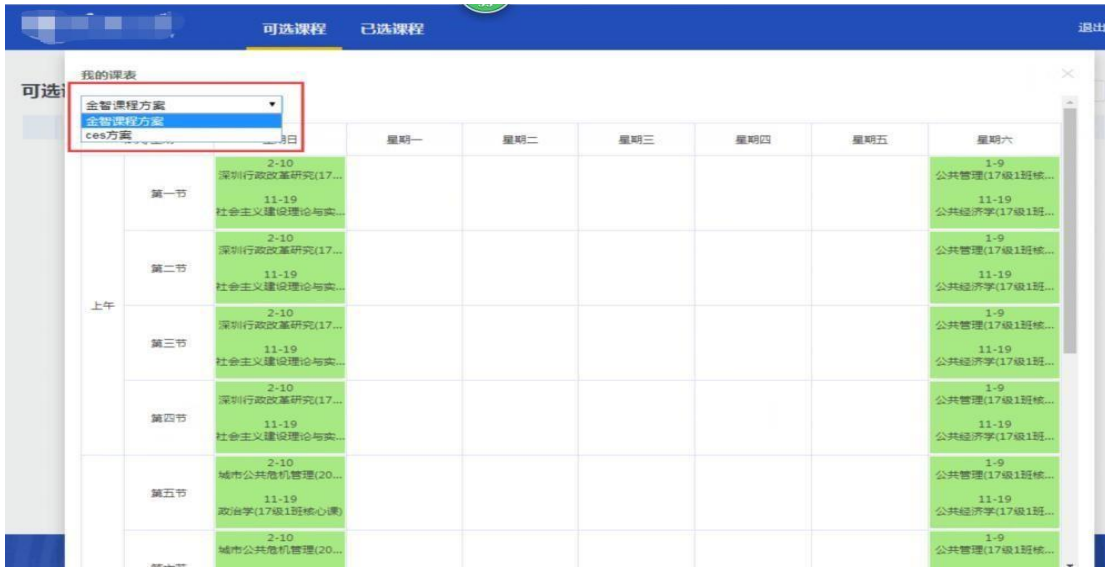 可选课程 已选课程 退出
我的课表
可选
金智课程方案
金智课程方案
ces方案
星期一 星期二 星期三 星期四 星期五 星期六
上午
第一节
2-10
深圳行政改革研究(17...
11-19
社会主义建设理论与实...
1-9
公共管理(17级1班核...
11-19
公共经济学(17级1班...
第二节
2-10
深圳行政改革研究(17...
11-19
社会主义建设理论与实...
1-9
公共管理(17级1班核...
11-19
公共经济学(17级1班...
第三节
2-10
深圳行政改革研究(17...
11-19
社会主义建设理论与实...
1-9
公共管理(17级1班核...
11-19
公共经济学(17级1班...
第四节
2-10
深圳行政改革研究(17...
11-19
社会主义建设理论与实...
1-9
公共管理(17级1班核...
11-19
公共经济学(17级1班...
第五节
2-10
城市公共危机管理(20...
11-19
政治学(17级1班核心课)
1-9
公共管理(17级1班核...
11-19
公共经济学(17级1班...
2-10
城市公共危机管理(20...
1-9
公共管理(17级1班核...